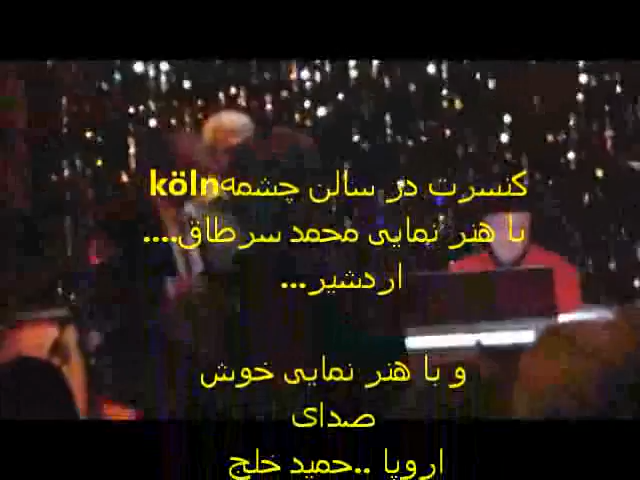 کنسرت در سالن چشمهköln
با هنر نمایی محمد سرطاق....
اردشیر...
و با هنر نمایی خوش
صدای
اروپا ..حمید خلج